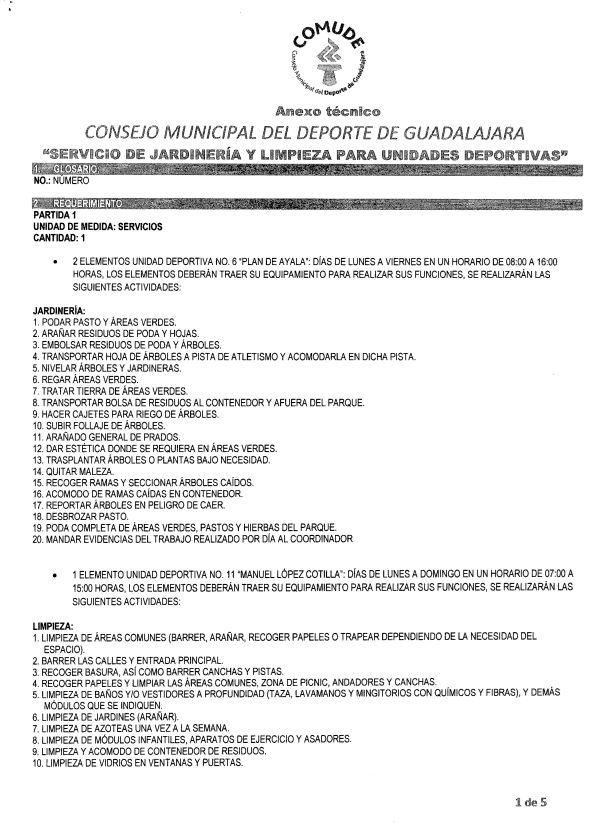 COMUDE
Consejo Municipal del Deporte de Guadalajara
Anexo técnico
CONSEJO MUNICIPAL DEL DEPORTE DE GUADALAJARA
"SERVICIO DE JARDINERÍA Y LIMPIEZA PARA UNIDADES DEPORTIVAS"
1. GLOSARIO.
NO.: NÚMERO
2. REQUERIMIENTO
PARTIDA 1
UNIDAD DE MEDIDA: SERVICIOS
CANTIDAD: 1
• 2 ELEMENTOS UNIDAD DEPORTIVA NO. 6 "PLAN DE AYALA": DÍAS DE LUNES A VIERNES EN UN HORARIO DE 08:00 A 16:00
HORAS, LOS ELEMENTOS DEBERÁN TRAER SU EQUIPAMIENTO PARA REALIZAR SUS FUNCIONES, SE REALIZARÁN LAS
SIGUIENTES ACTIVIDADES:
JARDINERÍA:
1. PODAR PASTO Y ÁREAS VERDES.
2. ARAÑAR RESIDUOS DE PODA Y HOJAS.
3. EMBOLSAR RESIDUOS DE PODA Y ÁRBOLES.
4. TRANSPORTAR HOJA DE ÁRBOLES A PISTA DE ATLETISMO Y ACOMODARLA EN DICHA PISTA.
5. NIVELAR ÁRBOLES Y JARDINERAS.
6. REGAR ÁREAS VERDES.
7. TRATAR TIERRA DE ÁREAS VERDES.
8. TRANSPORTAR BOLSA DE RESIDUOS AL CONTENEDOR Y AFUERA DEL PARQUE.
9. HACER CAJETES PARA RIEGO DE ÁRBOLES.
10. SUBIR FOLLAJE DE ÁRBOLES.
11. ARAÑADO GENERAL DE PRADOS.
12. DAR ESTÉTICA DONDE SE REQUIERA EN ÁREAS VERDES.
13. TRASPLANTAR ÁRBOLES O PLANTAS BAJO NECESIDAD.
14. QUITAR MALEZA.
15. RECOGER RAMAS Y SECCIONAR ÁRBOLES CAÍDOS.
16. ACOMODO DE RAMAS CAÍDAS EN CONTENEDOR.
17. REPORTAR ÁRBOLES EN PELIGRO DE CAER.
18. DESBROZAR PASTO.
19. PODA COMPLETA DE ÁREAS VERDES, PASTOS Y HIERBAS DEL PARQUE.
20. MANDAR EVIDENCIAS DEL TRABAJO REALIZADO POR DÍA AL COORDINADOR
• 1 ELEMENTO UNIDAD DEPORTIVA NO. 11 "MANUEL LÓPEZ COTILLA": DÍAS DE LUNES A DOMINGO EN UN HORARIO DE 07:00 A
15:00 HORAS, LOS ELEMENTOS DEBERÁN TRAER SU EQUIPAMIENTO PARA REALIZAR SUS FUNCIONES, SE REALIZARÁN LAS
SIGUIENTES ACTIVIDADES:
LIMPIEZA:
1. LIMPIEZA DE ÁREAS COMUNES (BARRER, ARAÑAR, RECOGER PAPELES O TRAPEAR DEPENDIENDO DE LA NECESIDAD DEL
ESPACIO).
2. BARRER LAS CALLES Y ENTRADA PRINCIPAL.
3. RECOGER BASURA, ASÍ COMO BARRER CANCHAS Y PISTAS.
4. RECOGER PAPELES Y LIMPIAR LAS ÁREAS COMUNES, ZONA DE PICNIC, ANDADORES Y CANCHAS.
5. LIMPIEZA DE BAÑOS Y/O VESTIDORES A PROFUNDIDAD (TAZA, LAVAMANOS Y MINGITORIOS CON QUÍMICOS Y FIBRAS), Y DEMÁS
MÓDULOS QUE SE INDIQUEN.
6. LIMPIEZA DE JARDINES (ARAÑAR).
7. LIMPIEZA DE AZOTEAS UNA VEZ A LA SEMANA.
8. LIMPIEZA DE MÓDULOS INFANTILES, APARATOS DE EJERCICIO Y ASADORES.
9. LIMPIEZA Y ACOMODO DE CONTENEDOR DE RESIDUOS.
10. LIMPIEZA DE VIDRIOS EN VENTANAS Y PUERTAS.
1 de 5